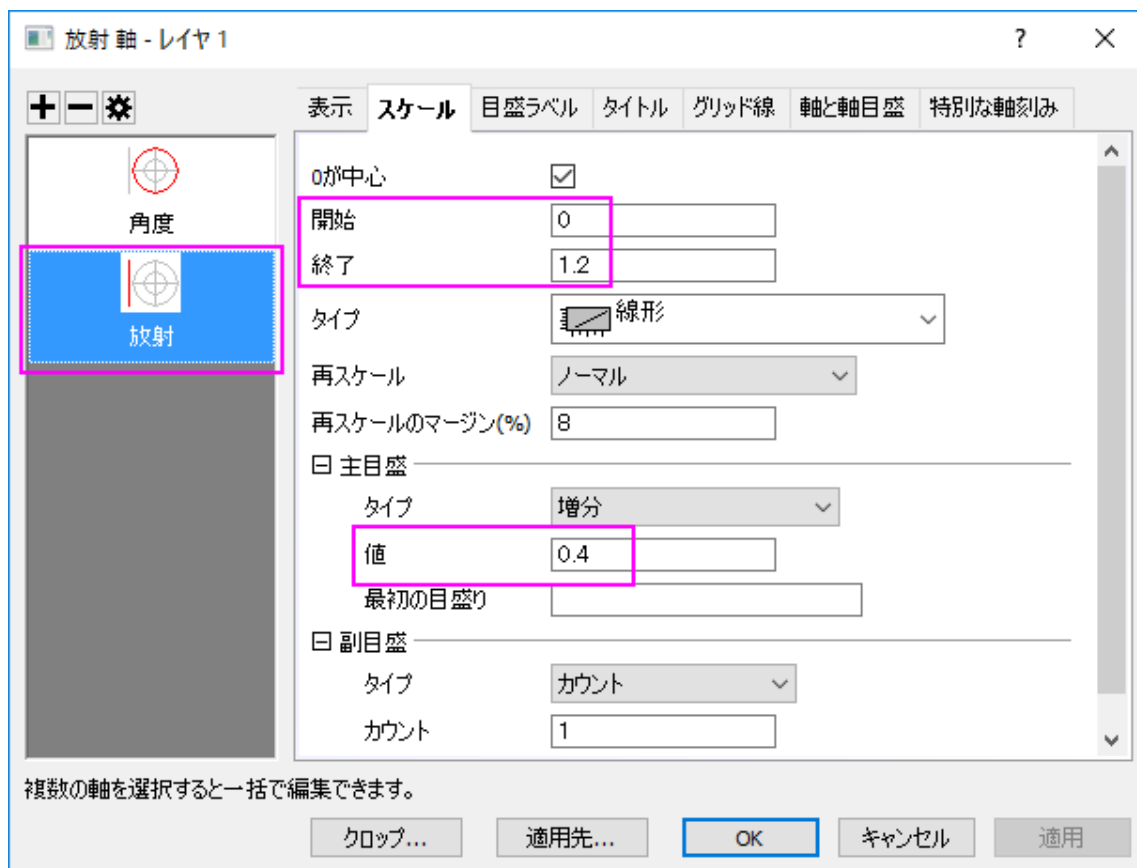 放射 軸 - レイヤ 1
表示 スケール 目盛ラベル タイトル グリッド線 軸と軸目盛 特別な軸刻み
角度
放射
0が中心
開始 0
終了 1.2
タイプ 線形
再スケール ノーマル
再スケールのマージン(%) 8
主目盛
タイプ 増分
値 0.4
最初の目盛り
副目盛
タイプ カウント
カウント 1
複数の軸を選択すると一括で編集できます。
クロップ... 適用先... OK キャンセル 適用